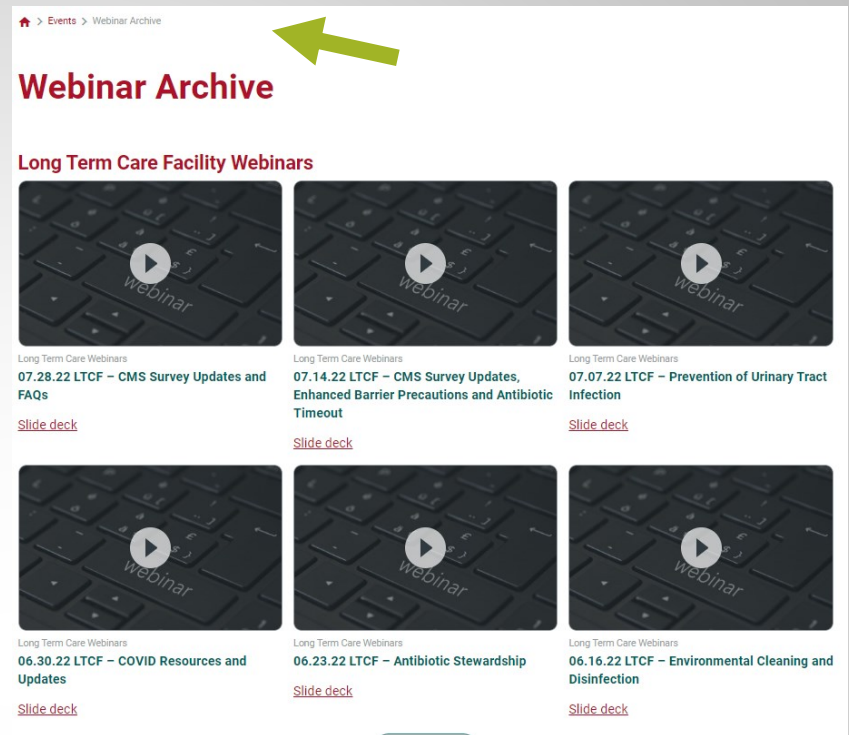 > Events > Webinar Archive
Webinar Archive
Long Term Care Facility Webinars
webinar
webinar
webinar
Long Term Care Webinars
07.28.22 LTCF – CMS Survey Updates and
FAQs
Slide deck
Long Term Care Webinars
07.14.22 LTCF – CMS Survey Updates,
Enhanced Barrier Precautions and Antibiotic
Timeout
Slide deck
Long Term Care Webinars
07.07.22 LTCF – Prevention of Urinary Tract
Infection
Slide deck
webinar
webinar
webinar
Long Term Care Webinars
06.30.22 LTCF – COVID Resources and
Updates
Slide deck
Long Term Care Webinars
06.23.22 LTCF – Antibiotic Stewardship
Slide deck
Long Term Care Webinars
06.16.22 LTCF – Environmental Cleaning and
Disinfection
Slide deck